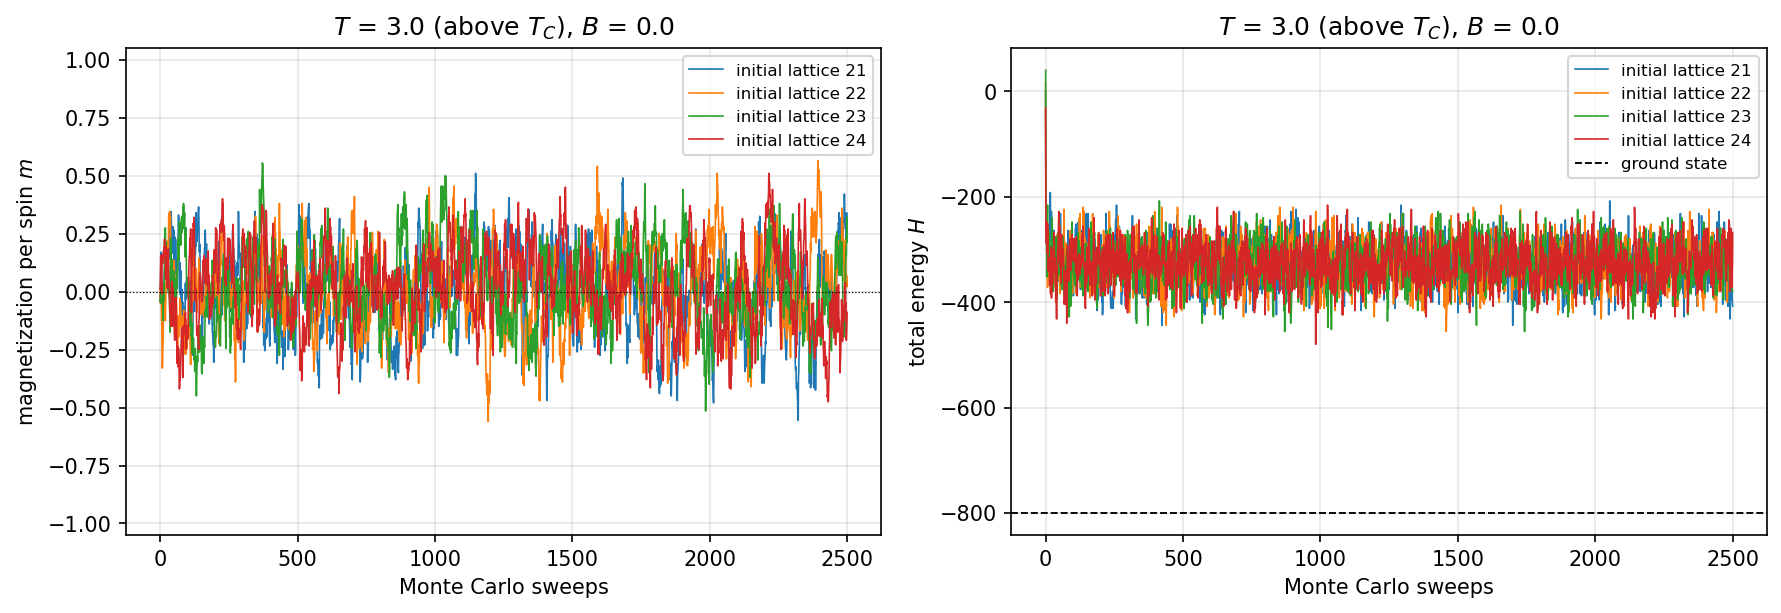 T = 3.0 (above T_C), B = 0.0
magnetization per spin m
1.00
0.75
0.50
0.25
0.00
−0.25
−0.50
−0.75
−1.00
initial lattice 21
initial lattice 22
initial lattice 23
initial lattice 24
0 500 1000 1500 2000 2500
Monte Carlo sweeps
T = 3.0 (above T_C), B = 0.0
total energy H
0
−200
−400
−600
−800
initial lattice 21
initial lattice 22
initial lattice 23
initial lattice 24
ground state
0 500 1000 1500 2000 2500
Monte Carlo sweeps